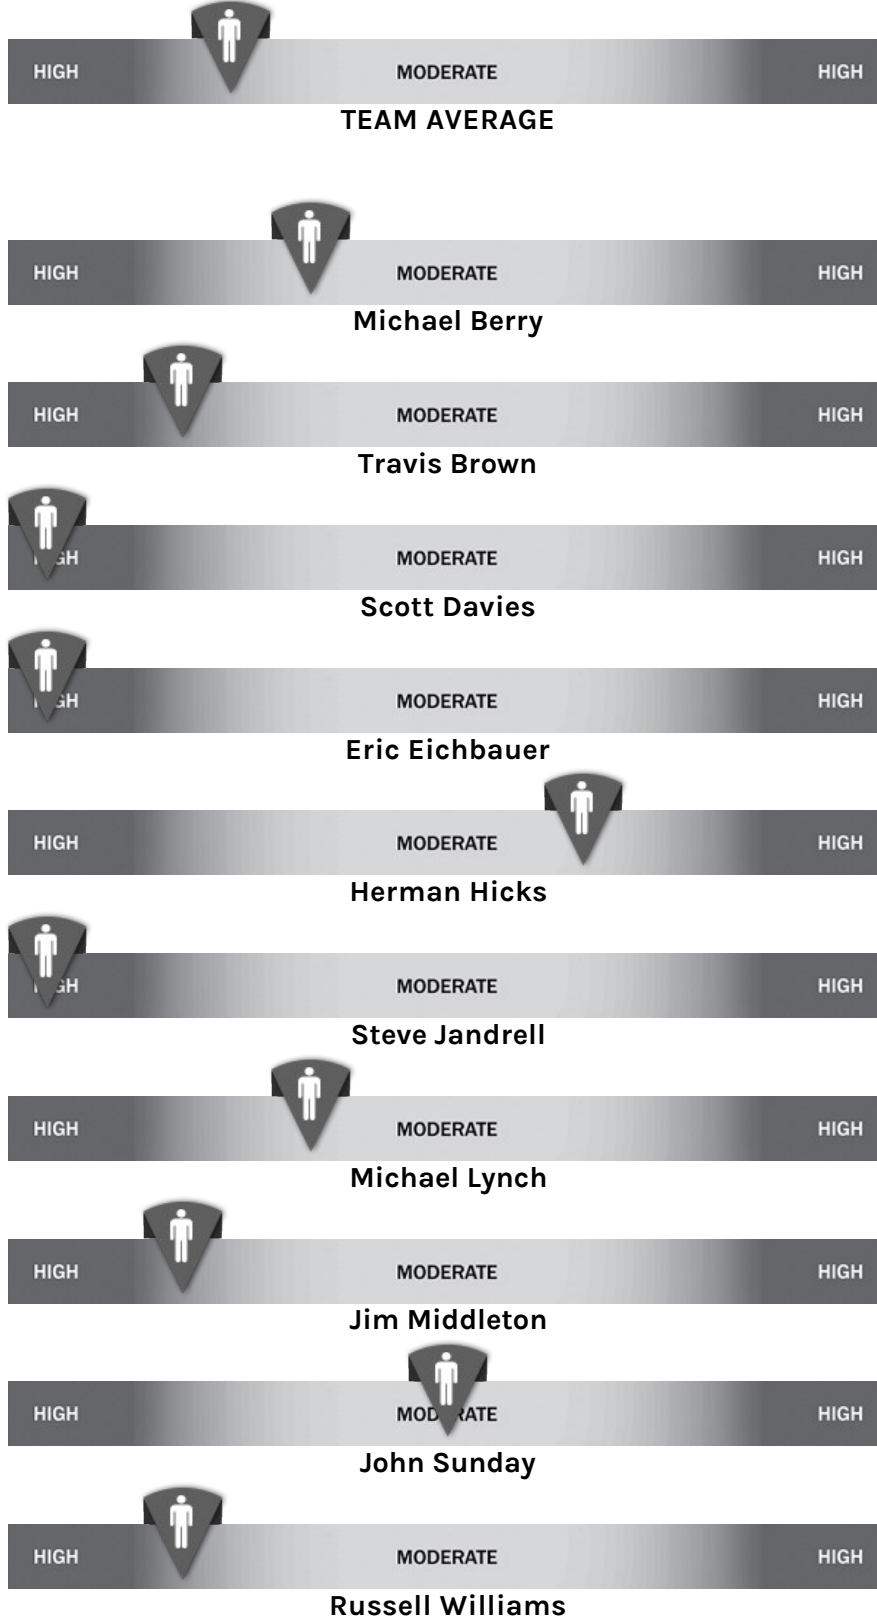 HIGH MODERATE HIGH
TEAM AVERAGE
HIGH MODERATE HIGH
Michael Berry
HIGH MODERATE HIGH
Travis Brown
MODERATE HIGH
Scott Davies
MODERATE HIGH
Eric Eichbauer
HIGH MODERATE HIGH
Herman Hicks
MODERATE HIGH
Steve Jandrell
HIGH MODERATE HIGH
Michael Lynch
HIGH MODERATE HIGH
Jim Middleton
HIGH MODERATE HIGH
John Sunday
HIGH MODERATE HIGH
Russell Williams